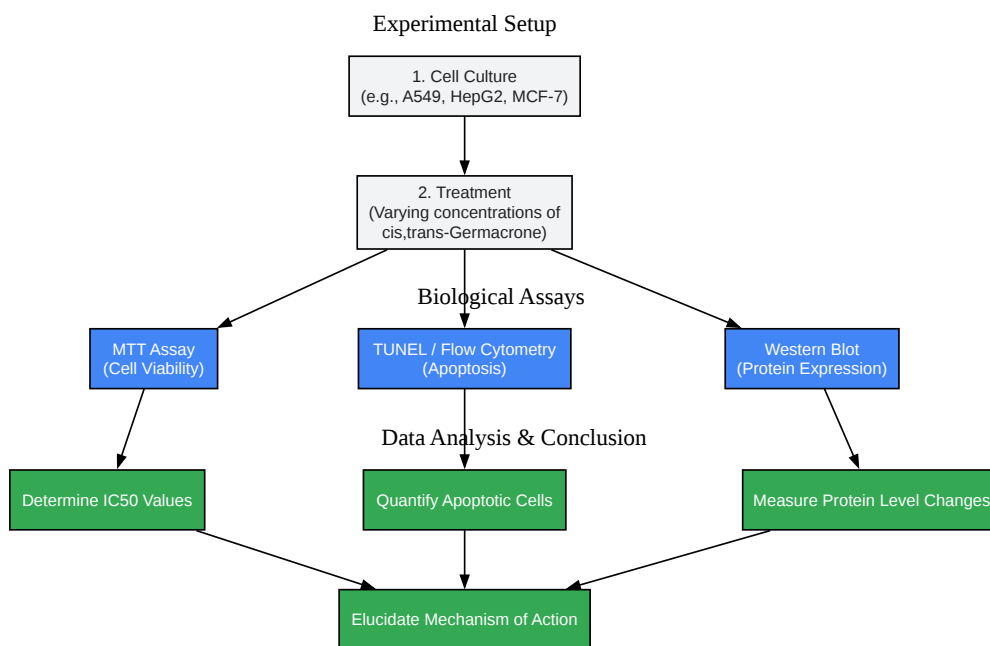 Experimental Setup
1. Cell Culture
(e.g., A549, HepG2, MCF-7)
2. Treatment
(Varying concentrations of
cis,trans-Germacrone)
Biological Assays
MTT Assay
(Cell Viability)
TUNEL / Flow Cytometry
(Apoptosis)
Western Blot
(Protein Expression)
Data Analysis & Conclusion
Determine IC50 Values
Quantify Apoptotic Cells
Measure Protein Level Changes
Elucidate Mechanism of Action